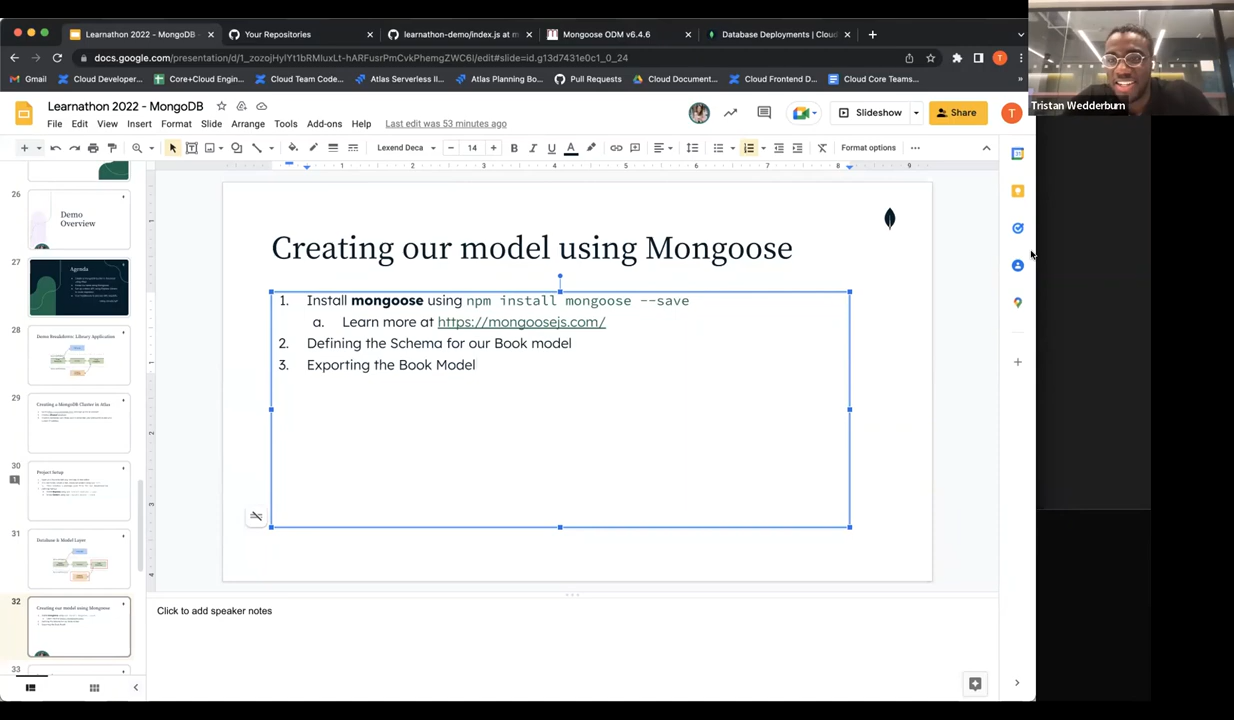 Learnathon 2022 - MongoDB
Your Repositories
learnathon-demo/index.js at m
Mongoose ODM v6.4.6
Database Deployments | Cloud
docs.google.com/presentation/d/1_zozojHyIYt1bRMIuxLt-hARFusrPmCvkPhemgZWC6I/edit#slide=id.g13d7431e0c1_0_24
Gmail
Cloud Developer...
Core+Cloud Engin...
Cloud Team Code...
Atlas Serverless II...
Atlas Planning Bo...
Pull Requests
Cloud Document...
Cloud Frontend D...
Cloud Core Teams...
Tristan Wedderburn
Learnathon 2022 - MongoDB
File Edit View Insert Format Slide Arrange Tools Add-ons Help Last edit was 53 minutes ago
Slideshow
Share
T
Lexend Deca
14
Format options
26
Demo
Overview
27
Agenda
28
Demo Breakdown: Library Application
29
Creating a MongoDB Cluster in Atlas
30
Project Setup
31
Database & Model Layer
32
Creating our model using Mongoose
33
Creating our model using Mongoose
1. Install mongoose using npm install mongoose --save
a. Learn more at https://mongoosejs.com/
2. Defining the Schema for our Book model
3. Exporting the Book Model
Click to add speaker notes